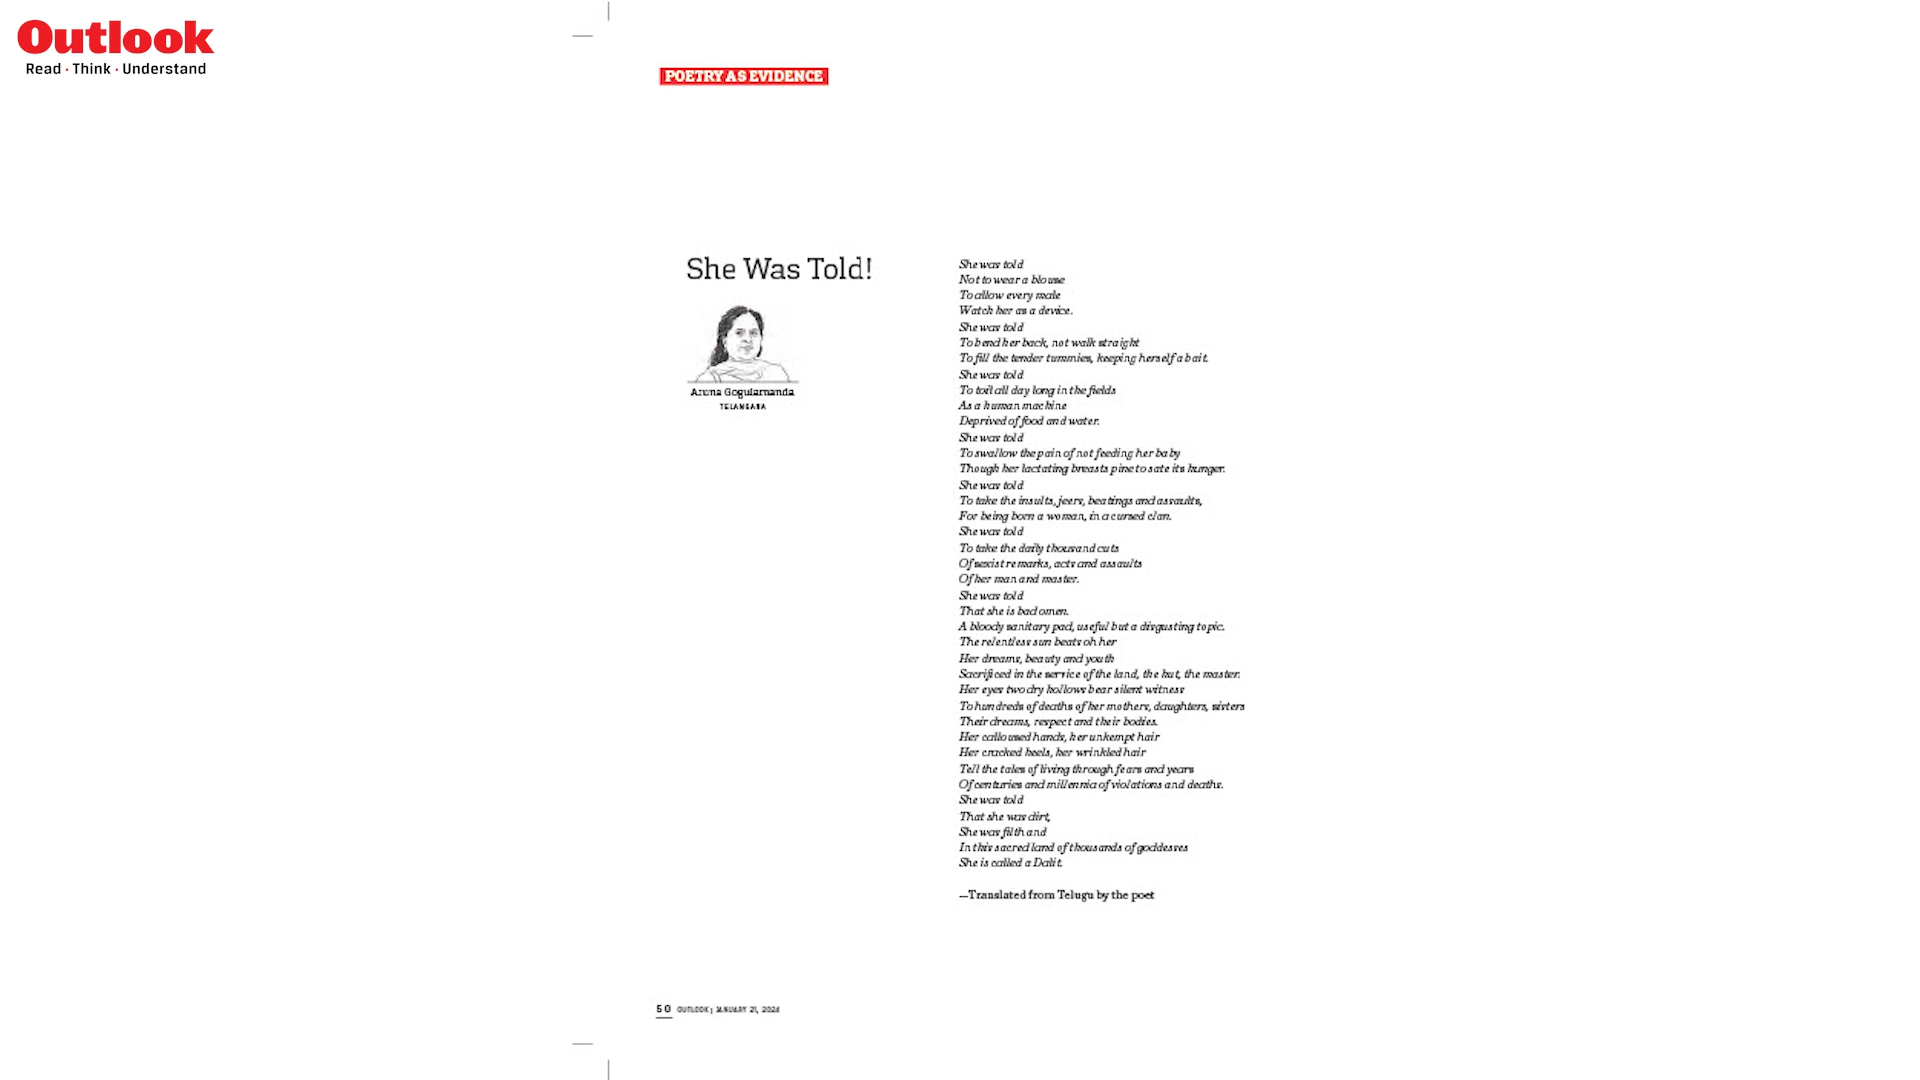 Outlook
Read · Think · Understand
POETRY AS EVIDENCE
She Was Told!
Aruna Gogulamanda
TELANGANA
She was told
Not to wear a blouse
To allow every male
Watch her as a device.
She was told
To bend her back, not walk straight
To fill the tender tummies, keeping herself a bait.
She was told
To toil all day long in the fields
As a human machine
Deprived of food and water.
She was told
To swallow the pain of not feeding her baby
Though her lactating breasts pine to sate its hunger.
She was told
To take the insults, jeers, beatings and assaults,
For being born a woman, in a cursed clan.
She was told
To take the daily thousand cuts
Of sexist remarks, acts and assaults
Of her man and master.
She was told
That she is bad omen.
A bloody sanitary pad, useful but a disgusting topic.
The relentless sun beats oh her
Her dreams, beauty and youth
Sacrificed in the service of the land, the hut, the master.
Her eyes two dry hollows bear silent witness
To hundreds of deaths of her mothers, daughters, sisters
Their dreams, respect and their bodies.
Her calloused hands, her unkempt hair
Her cracked heels, her wrinkled hair
Tell the tales of living through fears and years
Of centuries and millennia of violations and deaths.
She was told
That she was dirt,
She was filth and
In this sacred land of thousands of goddesses
She is called a Dalit.
—Translated from Telugu by the poet
50 OUTLOOK | JANUARY 21, 2024